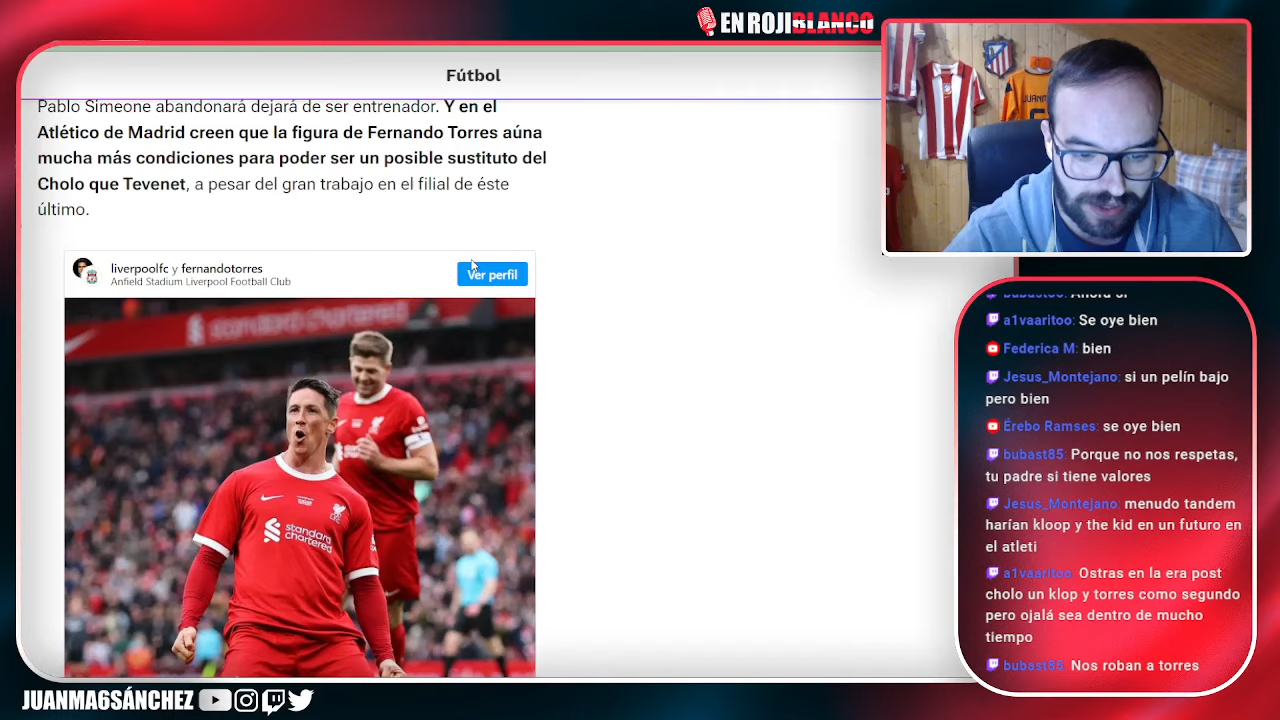 EN ROJIBLANCO
Fútbol
Pablo Simeone abandonará dejará de ser entrenador. Y en el
Atlético de Madrid creen que la figura de Fernando Torres aúna
mucha más condiciones para poder ser un posible sustituto del
Cholo que Tevenet, a pesar del gran trabajo en el filial de éste
último.
liverpoolfc y fernandotorres
Anfield Stadium Liverpool Football Club
Ver perfil
standard chartered
standard
chartered
JUANM
bubast85: Ahora si
a1vaaritoo: Se oye bien
Federica M: bien
Jesus_Montejano: si un pelín bajo
pero bien
Érebo Ramses: se oye bien
bubast85: Porque no nos respetas,
tu padre si tiene valores
Jesus_Montejano: menudo tandem
harían kloop y the kid en un futuro en
el atleti
a1vaaritoo: Ostras en la era post
cholo un klop y torres como segundo
pero ojalá sea dentro de mucho
tiempo
bubast85: Nos roban a torres
JUANMA6SÁNCHEZ